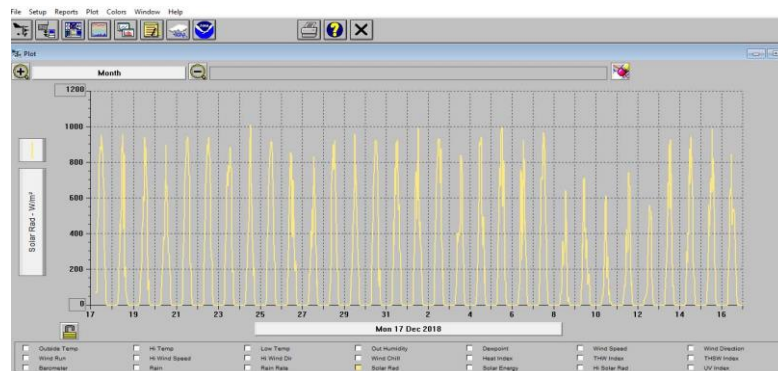 File Setup Reports Plot Colors Window Help
Plot
Month
1200
1000
800
600
400
200
0
Solar Rad - W/m²
17 19 21 23 25 27 29 31 2 4 6 8 10 12 14 16
Mon 17 Dec 2018
Outside Temp Hi Temp Low Temp Out Humidity Dewpoint Wind Speed Wind Direction
Wind Run Hi Wind Speed Hi Wind Dir Wind Chill Heat Index THW Index THSW Index
Barometer Rain Rain Rate Solar Rad Solar Energy Hi Solar Rad UV Index